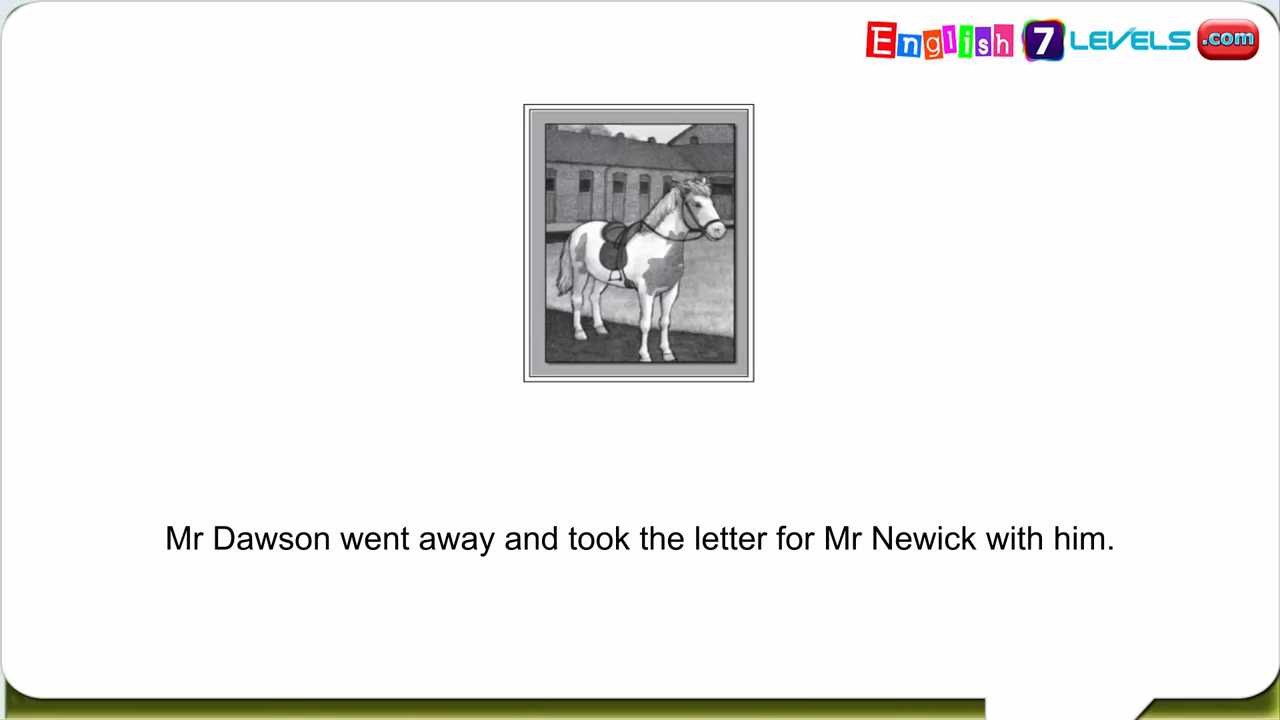 English 7 LEVELS .com
Mr Dawson went away and took the letter for Mr Newick with him.